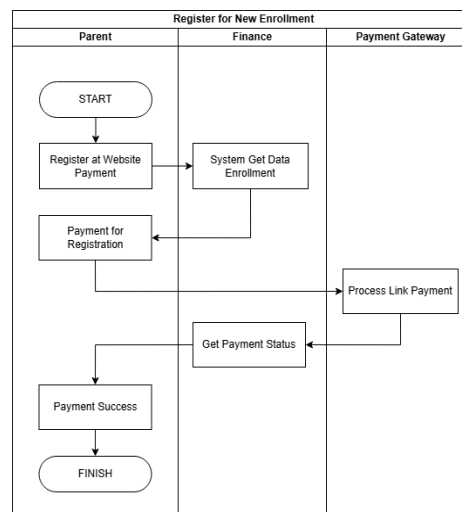 Register for New Enrollment
Parent
Finance
Payment Gateway
START
Register at Website
Payment
System Get Data
Enrollment
Payment for
Registration
Process Link Payment
Get Payment Status
Payment Success
FINISH